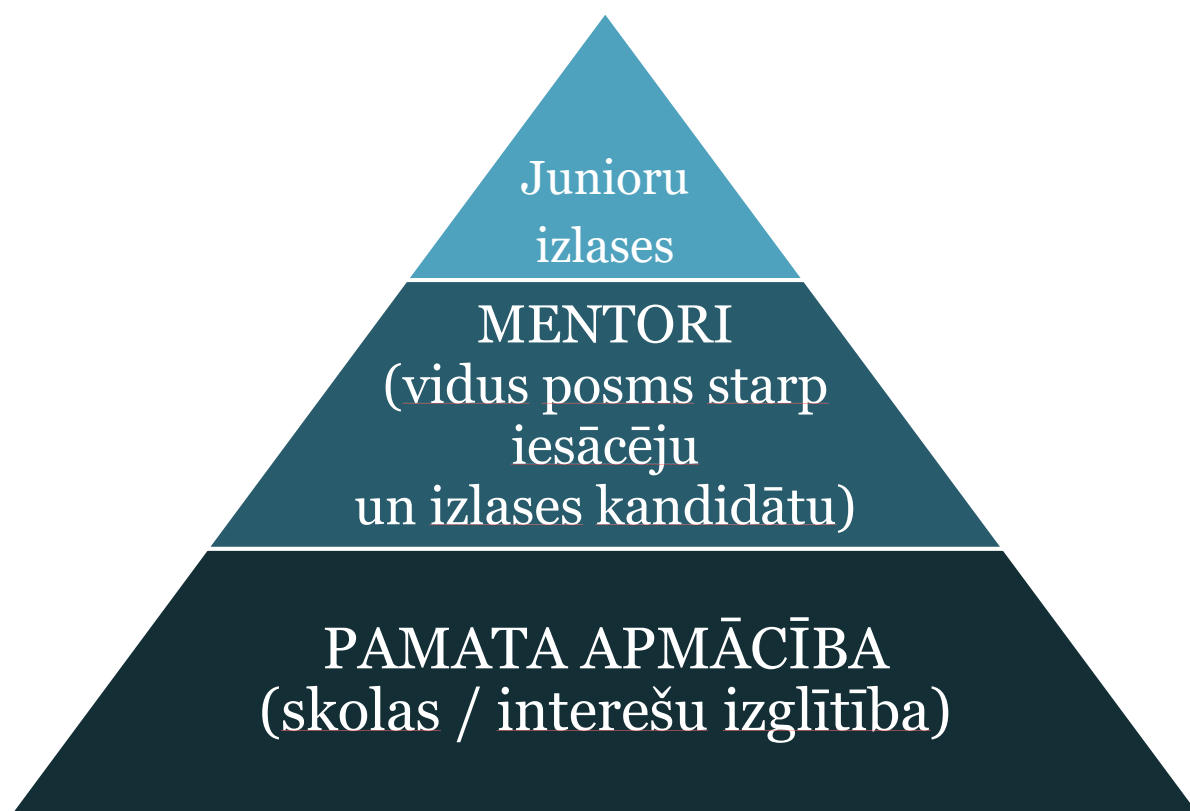 Junioru
izlases
MENTORI
(vidus posms starp
iesācēju
un izlases kandidātu)
PAMATA APMĀCĪBA
(skolas / interešu izglītība)